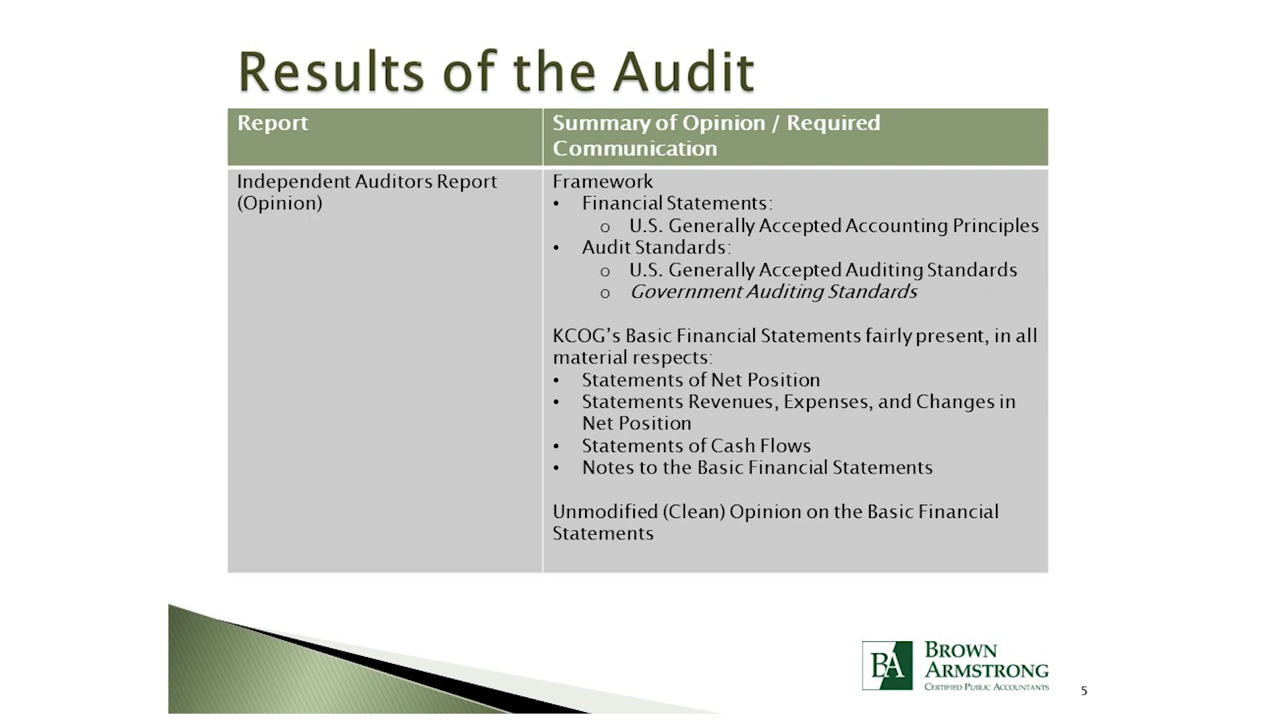 Results of the Audit
Report
Summary of Opinion / Required
Communication
Independent Auditors Report
(Opinion)
Framework
• Financial Statements:
o U.S. Generally Accepted Accounting Principles
• Audit Standards:
o U.S. Generally Accepted Auditing Standards
o Government Auditing Standards
KCOG’s Basic Financial Statements fairly present, in all
material respects:
• Statements of Net Position
• Statements Revenues, Expenses, and Changes in
Net Position
• Statements of Cash Flows
• Notes to the Basic Financial Statements
Unmodified (Clean) Opinion on the Basic Financial
Statements
BA
BROWN
ARMSTRONG
CERTIFIED PUBLIC ACCOUNTANTS
5